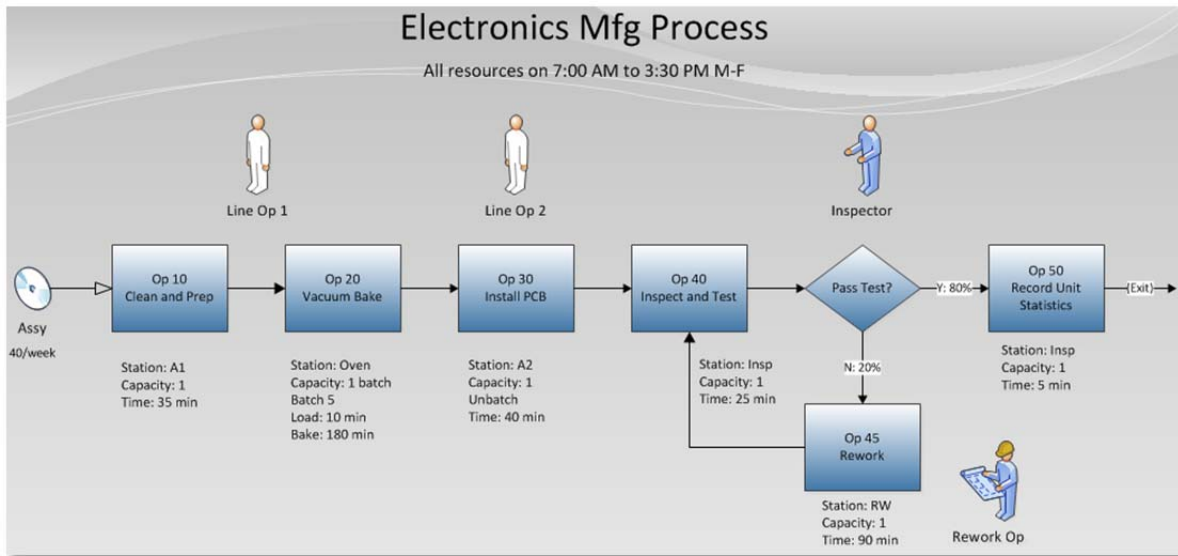 Electronics Mfg Process
All resources on 7:00 AM to 3:30 PM M-F
Line Op 1
Line Op 2
Inspector
Assy
40/week
Op 10
Clean and Prep
Station: A1
Capacity: 1
Time: 35 min
Op 20
Vacuum Bake
Station: Oven
Capacity: 1 batch
Batch 5
Load: 10 min
Bake: 180 min
Op 30
Install PCB
Station: A2
Capacity: 1
Unbatch
Time: 40 min
Op 40
Inspect and Test
Station: Insp
Capacity: 1
Time: 25 min
Pass Test?
Y: 80%
N: 20%
Op 50
Record Unit
Statistics
(Exit)
Station: Insp
Capacity: 1
Time: 5 min
Op 45
Rework
Station: RW
Capacity: 1
Time: 90 min
Rework Op